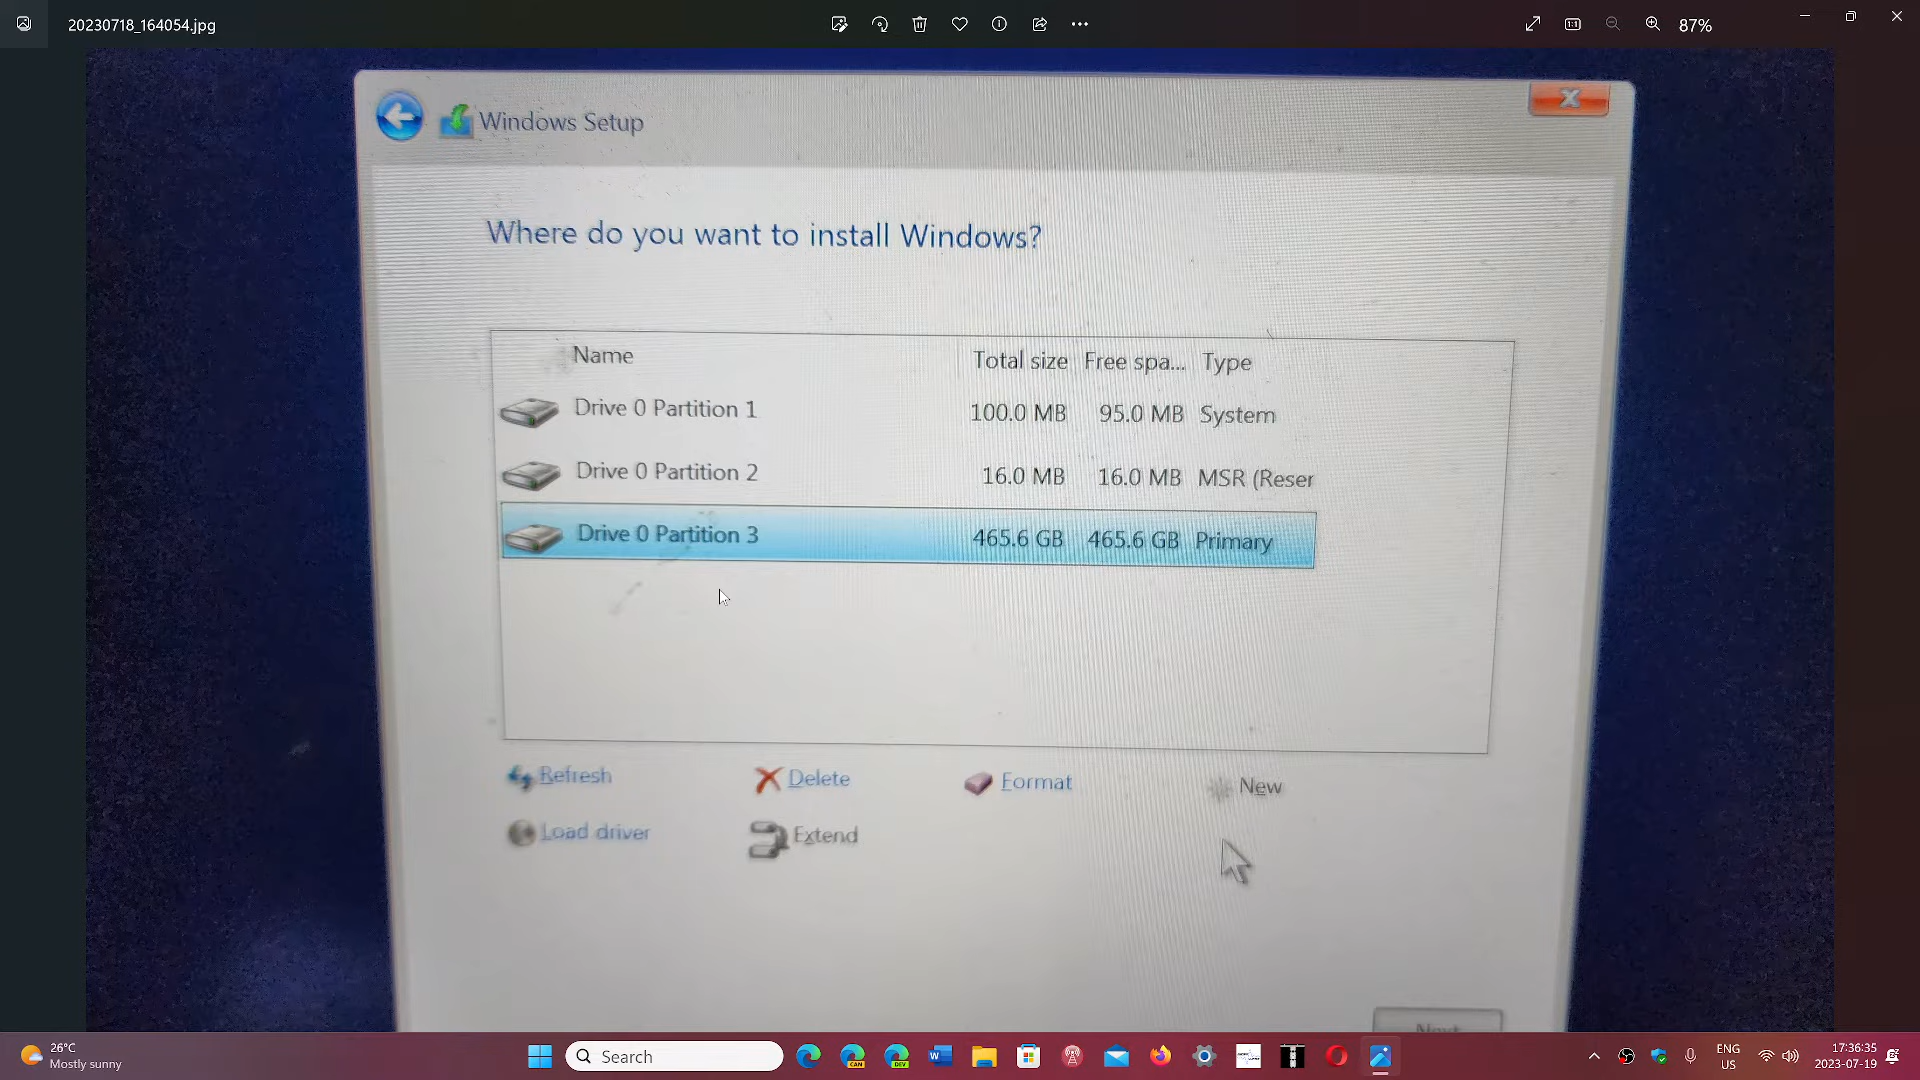 20230718_164054.jpg
87%
Windows Setup
Where do you want to install Windows?
Name Total size Free spa... Type
Drive 0 Partition 1 100.0 MB 95.0 MB System
Drive 0 Partition 2 16.0 MB 16.0 MB MSR (Reser
Drive 0 Partition 3 465.6 GB 465.6 GB Primary
Refresh Delete Format New
Load driver Extend
Next
26°C
Mostly sunny
Search
CAN
DEV
ENG
US
17:36:35
2023-07-19